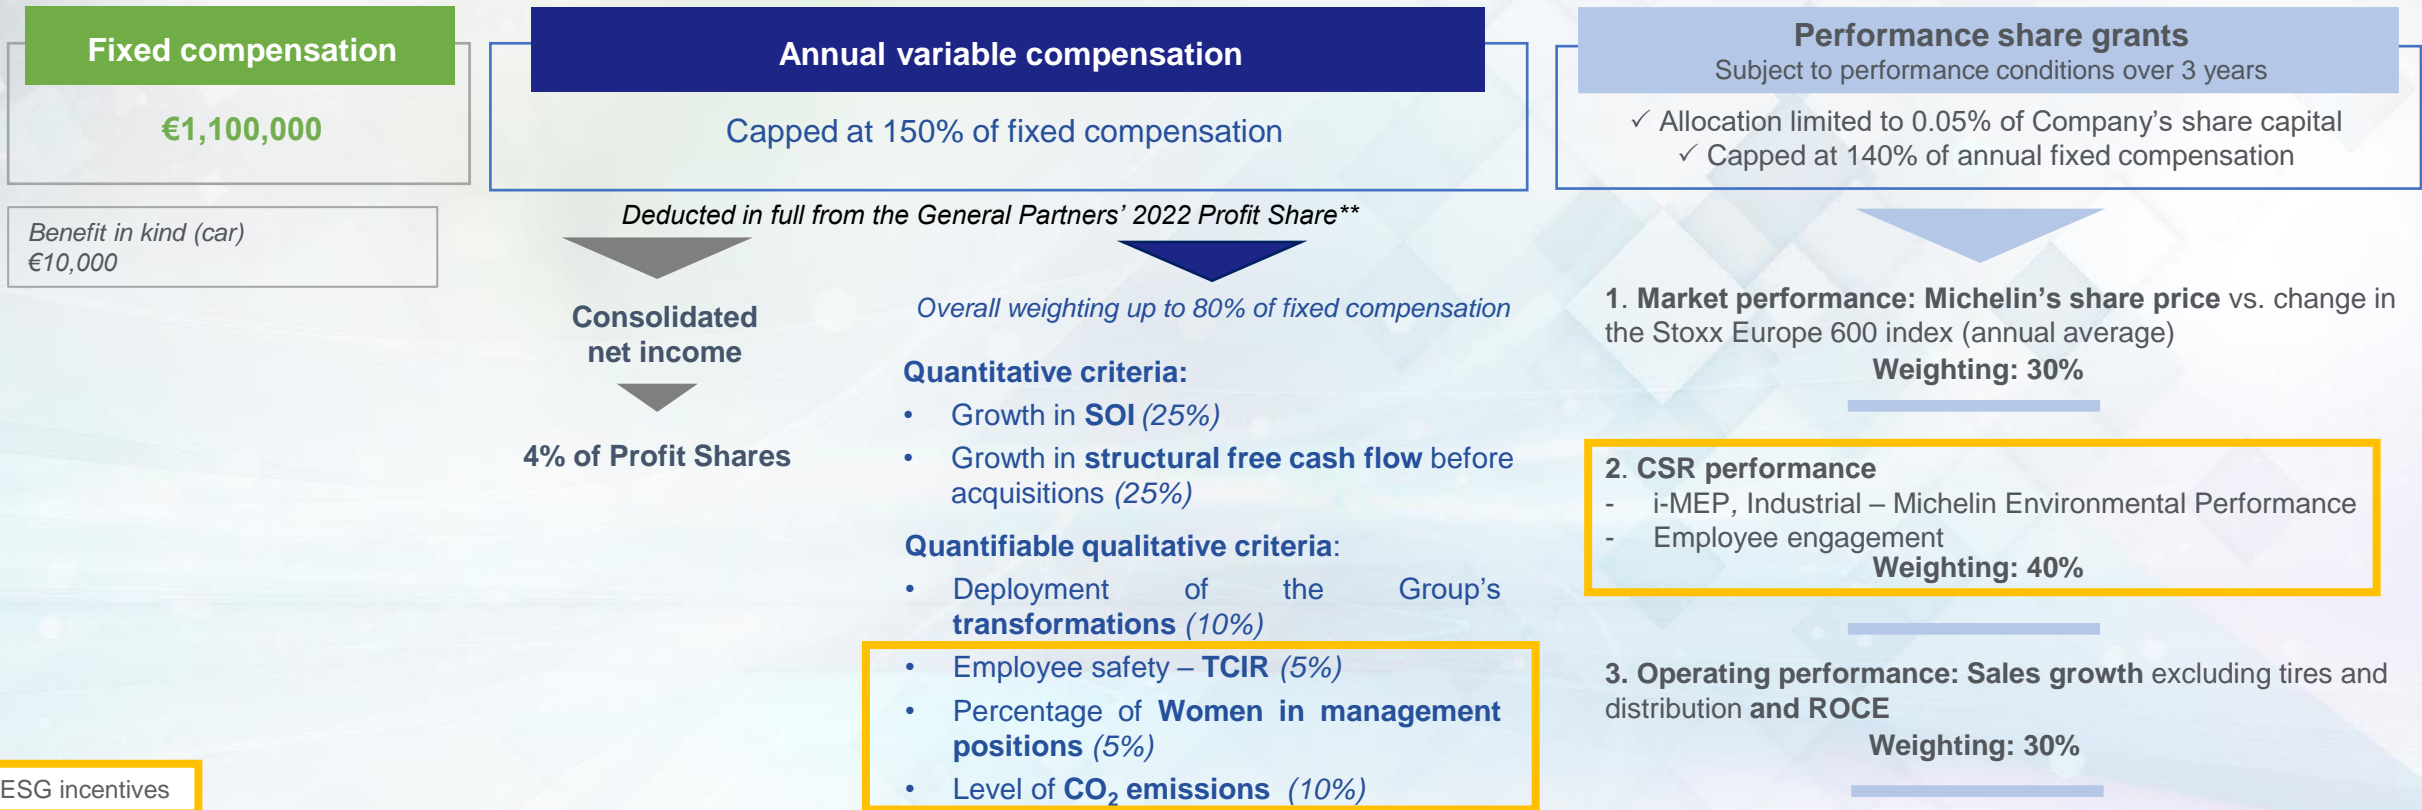 Fixed compensation
€1,100,000
Benefit in kind (car)
€10,000
Annual variable compensation
Capped at 150% of fixed compensation
Deducted in full from the General Partners’ 2022 Profit Share**
Consolidated
net income
4% of Profit Shares
Overall weighting up to 80% of fixed compensation
Quantitative criteria:
• Growth in SOI (25%)
• Growth in structural free cash flow before
acquisitions (25%)
Quantifiable qualitative criteria:
• Deployment of the Group’s
transformations (10%)
• Employee safety – TCIR (5%)
• Percentage of Women in management
positions (5%)
• Level of CO₂ emissions (10%)
Performance share grants
Subject to performance conditions over 3 years
✓ Allocation limited to 0.05% of Company’s share capital
✓ Capped at 140% of annual fixed compensation
1. Market performance: Michelin’s share price vs. change in
the Stoxx Europe 600 index (annual average)
Weighting: 30%
2. CSR performance
- i-MEP, Industrial – Michelin Environmental Performance
- Employee engagement
Weighting: 40%
3. Operating performance: Sales growth excluding tires and
distribution and ROCE
Weighting: 30%
ESG incentives